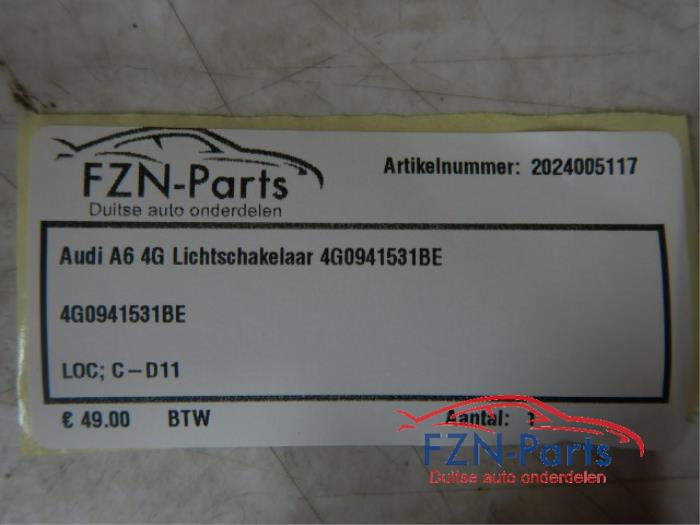 FZN-Parts
Duitse auto onderdelen
Artikelnummer: 2024005117
Audi A6 4G Lichtschakelaar 4G0941531BE
4G0941531BE
LOC; C-D11
€ 49.00 BTW Aantal:
FZN-Parts
Duitse auto onderdelen